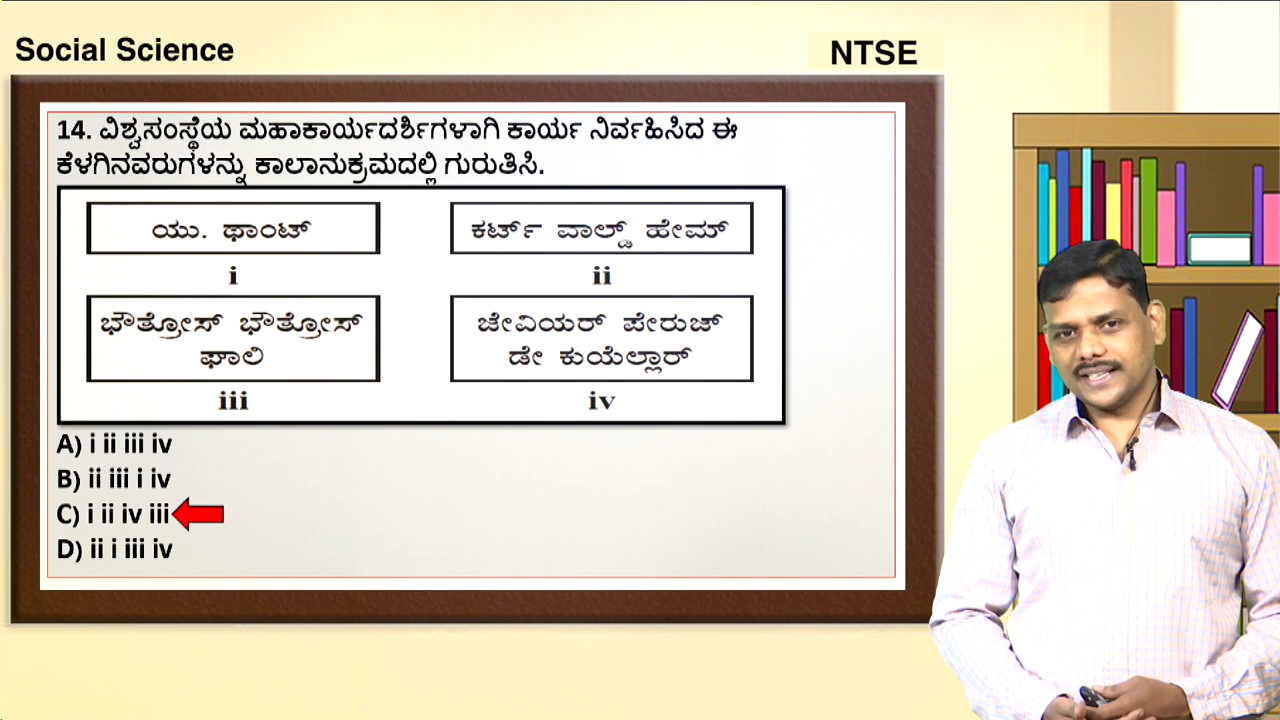 Social Science
NTSE
14. ವಿಶ್ವಸಂಸ್ಥೆಯ ಮಹಾಕಾರ್ಯದರ್ಶಿಗಳಾಗಿ ಕಾರ್ಯ ನಿರ್ವಹಿಸಿದ ಈ
ಕೆಳಗಿನವರುಗಳನ್ನು ಕಾಲಾನುಕ್ರಮದಲ್ಲಿ ಗುರುತಿಸಿ.
ಯು. ಥಾಂಟ್
ಕರ್ಟ್ ವಾಲ್ಡ್ ಹೇಮ್
i
ii
ಭೌತ್ರೋಸ್ ಭೌತ್ರೋಸ್
ಘಾಲಿ
ಜೇವಿಯರ್ ಪೇರುಜ್
ಡೇ ಕುಯೆಲ್ಲಾರ್
iii
iv
A) i ii iii iv
B) ii iii i iv
C) i ii iv iii
D) ii i iii iv